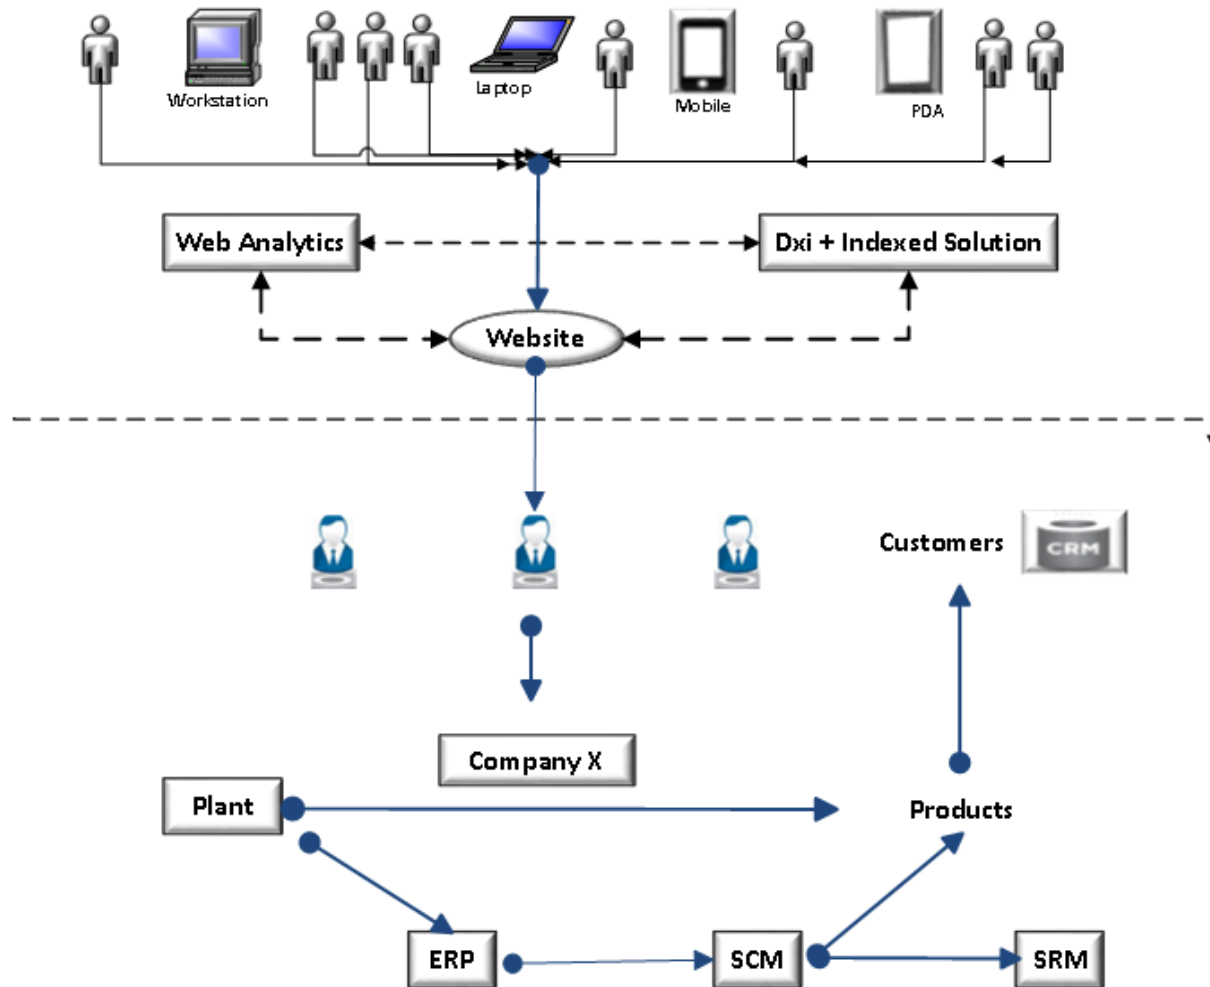 Workstation
Laptop
Mobile
PDA
Web Analytics
Dxi + Indexed Solution
Website
Customers
CRM
Company X
Plant
Products
ERP
SCM
SRM